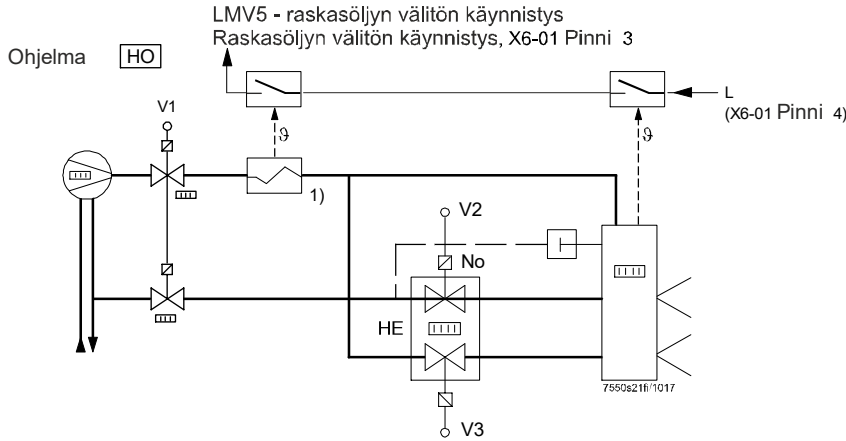 LMV5 - raskasöljyn välitön käynnistys
Raskasöljyn välitön käynnistys, X6-01 Pinni 3
Ohjelma HO
L
(X6-01 Pinni 4)
V1
ϑ
ϑ
1)
V2
No
HE
7550s21fi/1017
V3